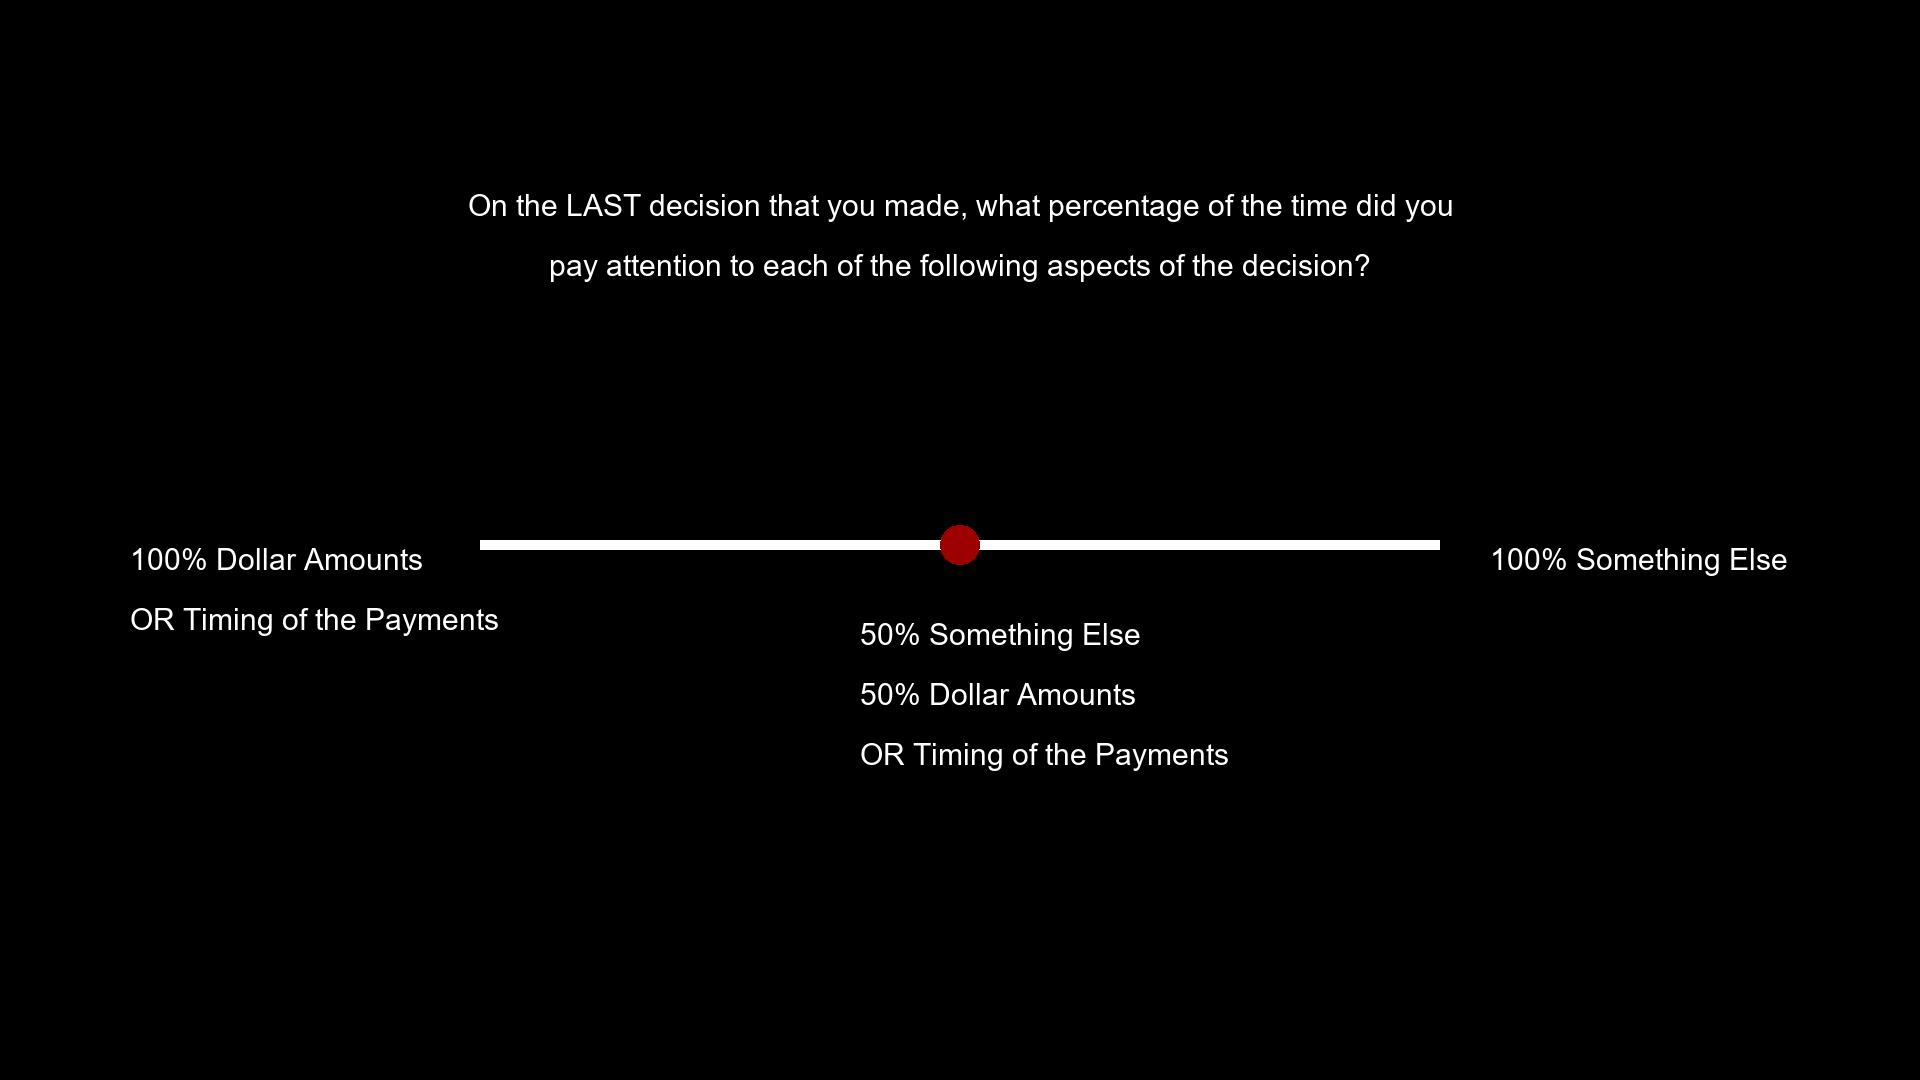 On the LAST decision that you made, what percentage of the time did you
pay attention to each of the following aspects of the decision?
100% Dollar Amounts
OR Timing of the Payments
100% Something Else
50% Something Else
50% Dollar Amounts
OR Timing of the Payments